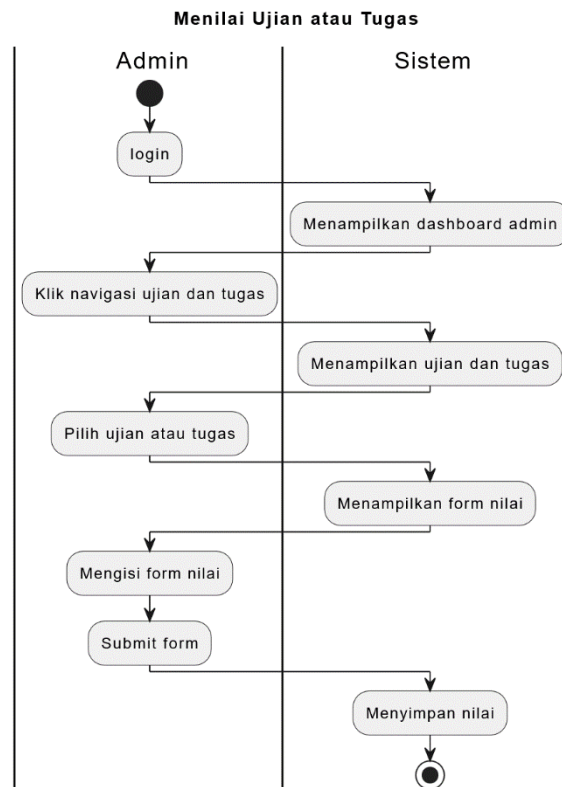 Menilai Ujian atau Tugas
Admin
Sistem
login
Menampilkan dashboard admin
Klik navigasi ujian dan tugas
Menampilkan ujian dan tugas
Pilih ujian atau tugas
Menampilkan form nilai
Mengisi form nilai
Submit form
Menyimpan nilai